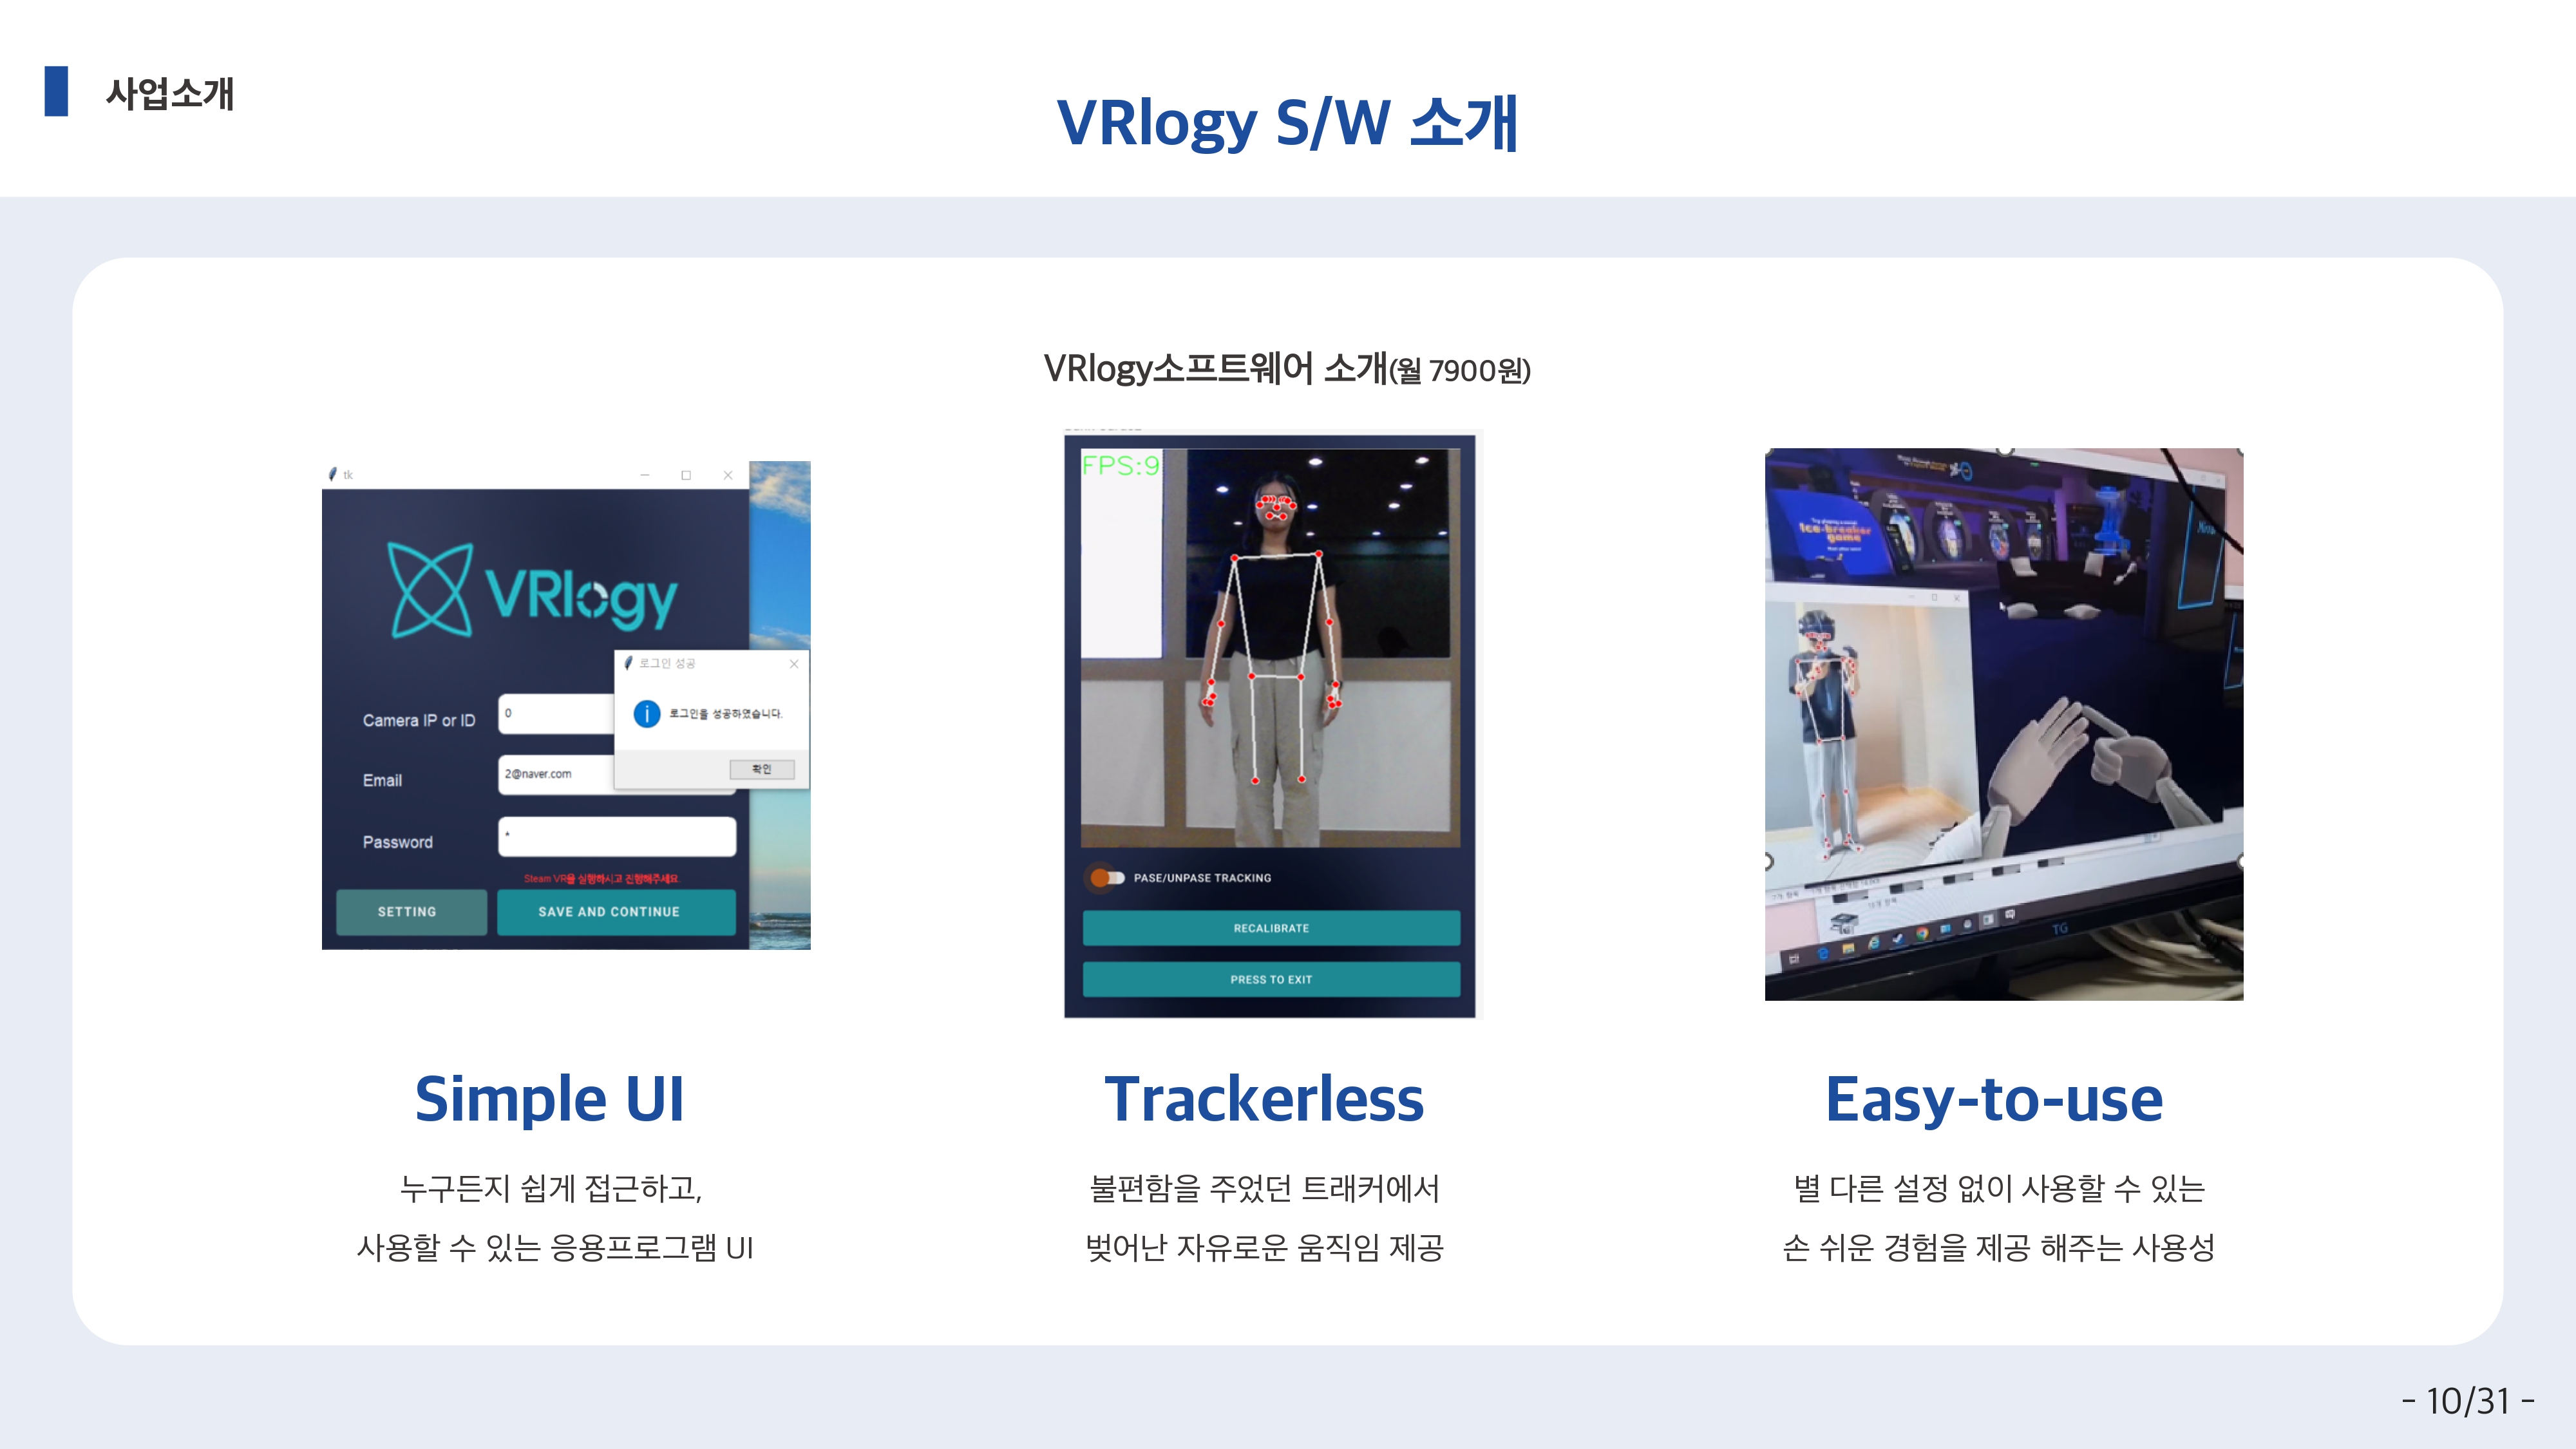 사업소개
VRlogy S/W 소개
VRlogy소프트웨어 소개(월 7900원)
tk
VRlogy
로그인 성공
로그인을 성공하였습니다.
확인
Camera IP or ID
0
Email
2@naver.com
Password
*
Steam VR을 실행하시고 진행해주세요.
SETTING
SAVE AND CONTINUE
FPS:9
PASE/UNPASE TRACKING
RECALIBRATE
PRESS TO EXIT
Ice-breaker
game
TG
Simple UI
누구든지 쉽게 접근하고,
사용할 수 있는 응용프로그램 UI
Trackerless
불편함을 주었던 트래커에서
벗어난 자유로운 움직임 제공
Easy-to-use
별 다른 설정 없이 사용할 수 있는
손 쉬운 경험을 제공 해주는 사용성
- 10/31 -